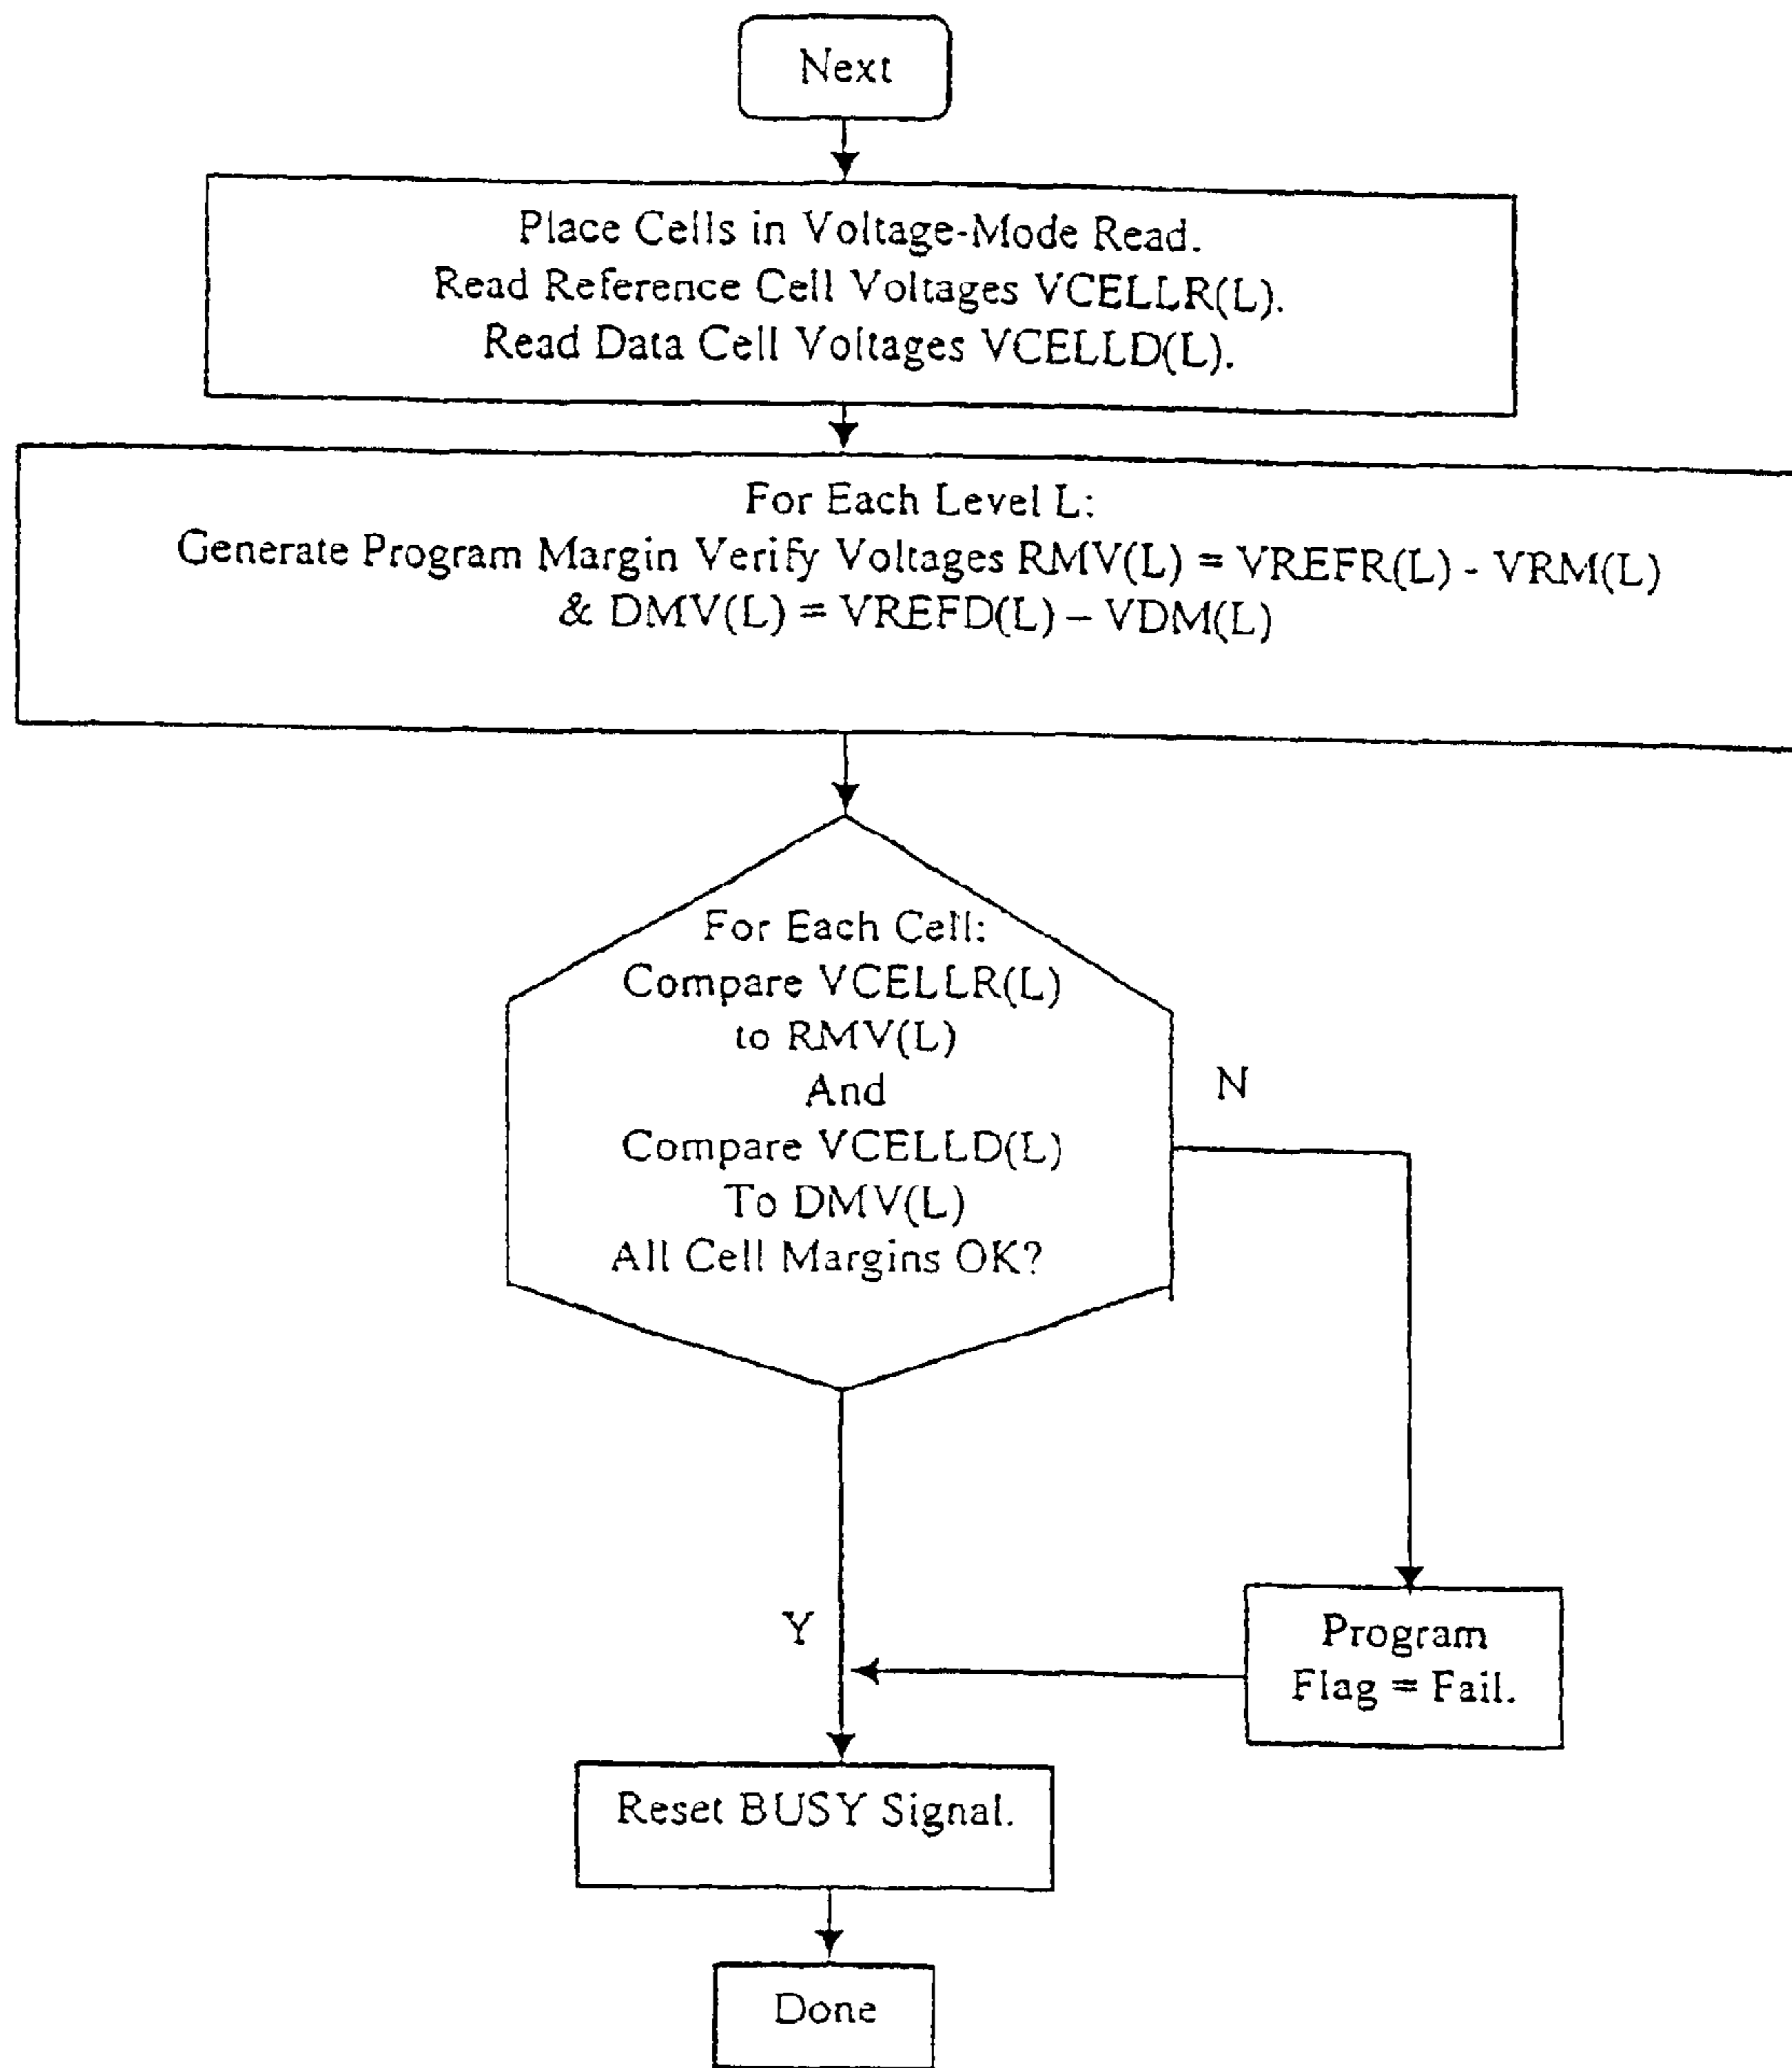 Next
Place Cells in Voltage-Mode Read.
Read Reference Cell Voltages VCELLR(L).
Read Data Cell Voltages VCELLD(L).
For Each Level L:
Generate Program Margin Verify Voltages RMV(L) = VREFR(L) - VRM(L)
& DMV(L) = VREFD(L) – VDM(L)
For Each Cell:
Compare VCELLR(L)
to RMV(L)
And
Compare VCELLD(L)
To DMV(L)
All Cell Margins OK?
N
Y
Program
Flag = Fail.
Reset BUSY Signal.
Done